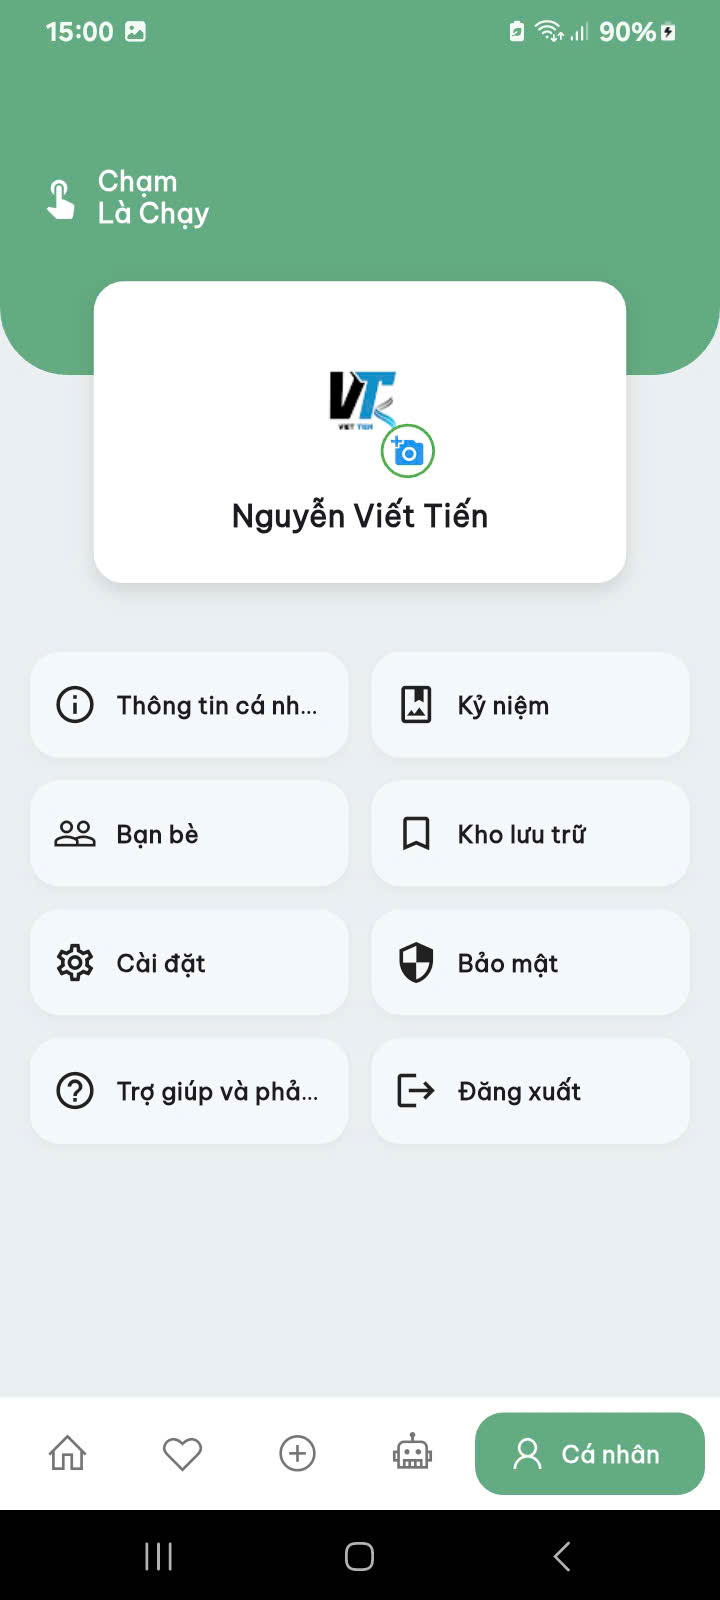 15:00
90%
Chạm
Là Chạy
VT
VIET TIEN
Nguyễn Viết Tiến
Thông tin cá nh...
Kỷ niệm
Bạn bè
Kho lưu trữ
Cài đặt
Bảo mật
Trợ giúp và phả...
Đăng xuất
Cá nhân